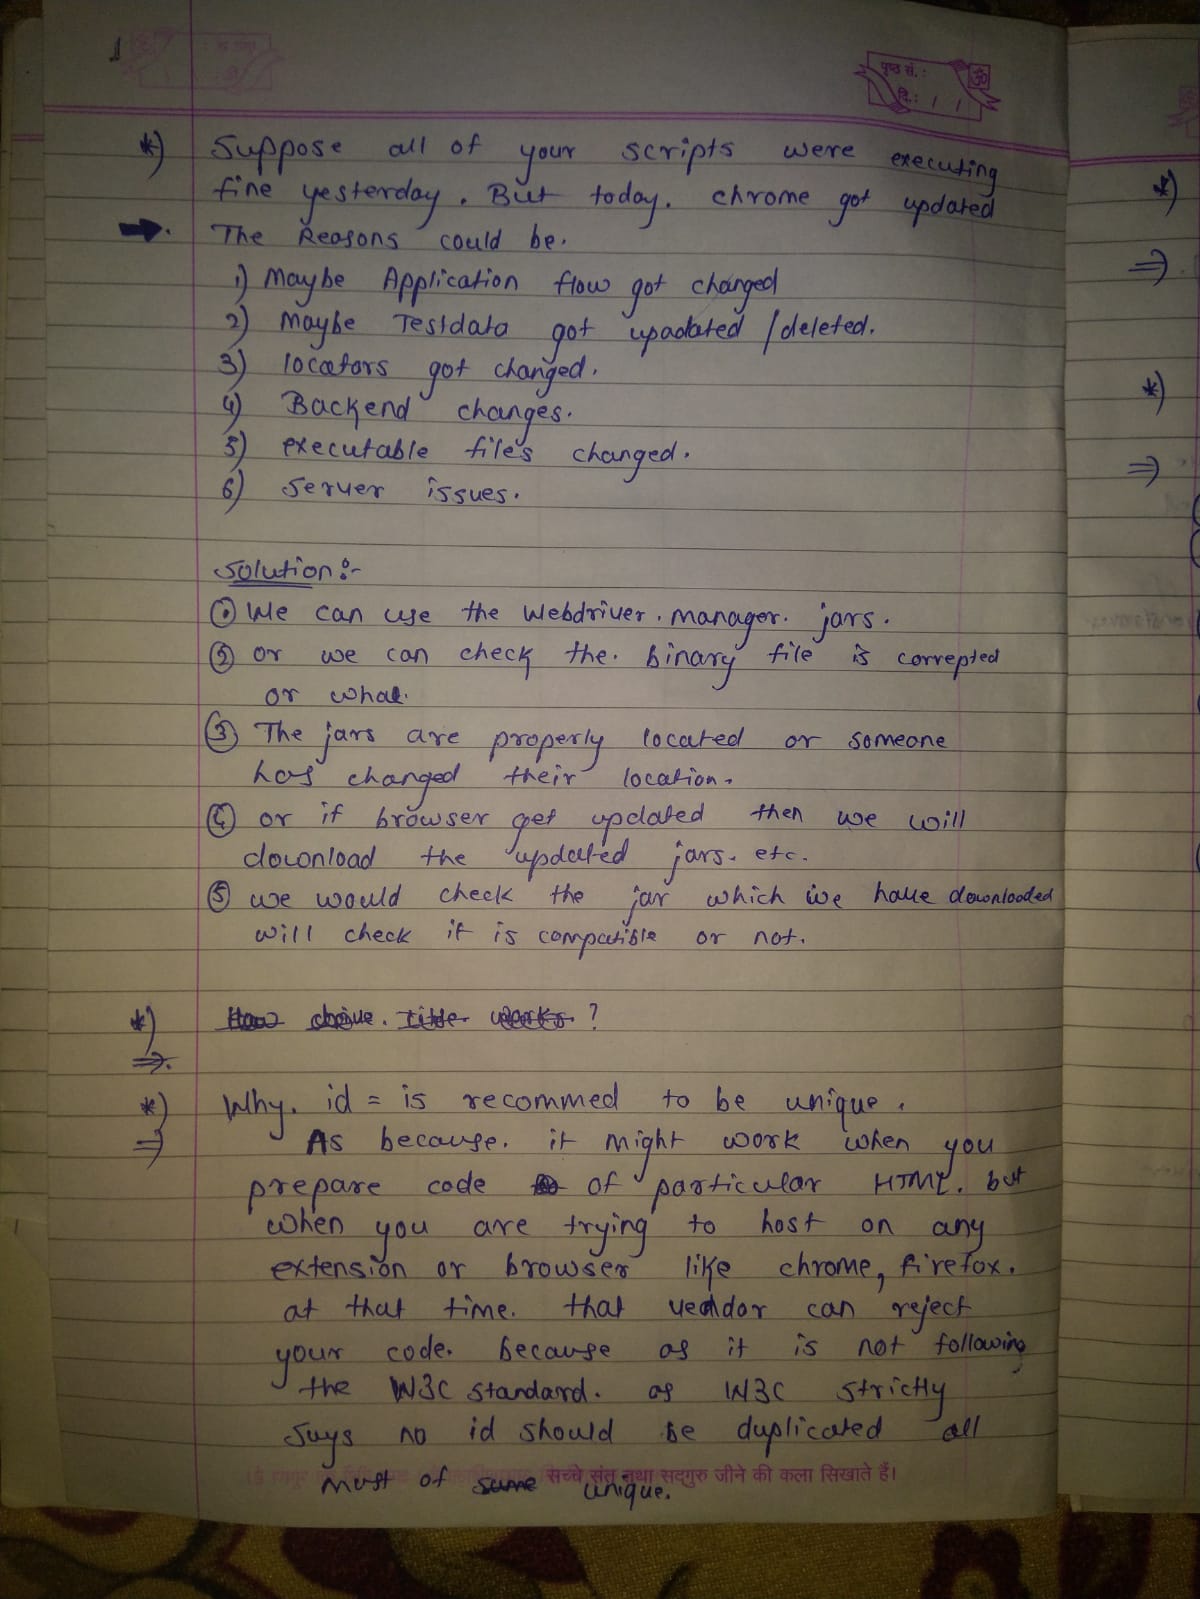 पृष्ठ सं.:
दि.: / /
ॐ
*) Suppose all of your scripts were executing
fine yesterday. But today. chrome got updated
➡. The Reasons could be.
1) Maybe Application flow got changed
2) Maybe Testdata got upadated / deleted.
3) locators got changed.
4) Backend changes.
5) executable files changed.
6) Server issues.
Solution:-
① We can use the Webdriver. manager. jars.
② or we can check the. binary file is correpted
or what.
③ The jars are properly located or someone
has changed their location.
④ or if browser get updated then we will
download the updated jars. etc.
⑤ we would check the jar which we have downloaded
will check it is compatible or not.
*) ?
⇒.
*) Why. id = is recommed to be unique.
⇒ As because. it might work when you
prepare code of particular HTML. but
when you are trying to host on any
extension or browser like chrome, firefox.
at that time. that vendor can reject
your code. because as it is not following
the W3C standard. as W3C strictly
says no id should be duplicated all
must of unique.
सच्चे संत तथा सद्गुरु जीने की कला सिखाते हैं।
*)
⇒
*)
⇒